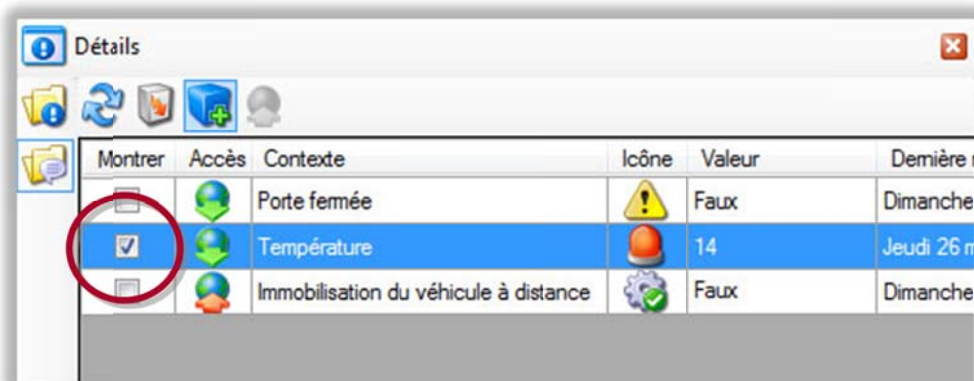 Détails
Montrer Accès Contexte Icône Valeur Dernière
Porte fermée Faux Dimanche
Température 14 Jeudi 26
Immobilisation du véhicule à distance Faux Dimanche